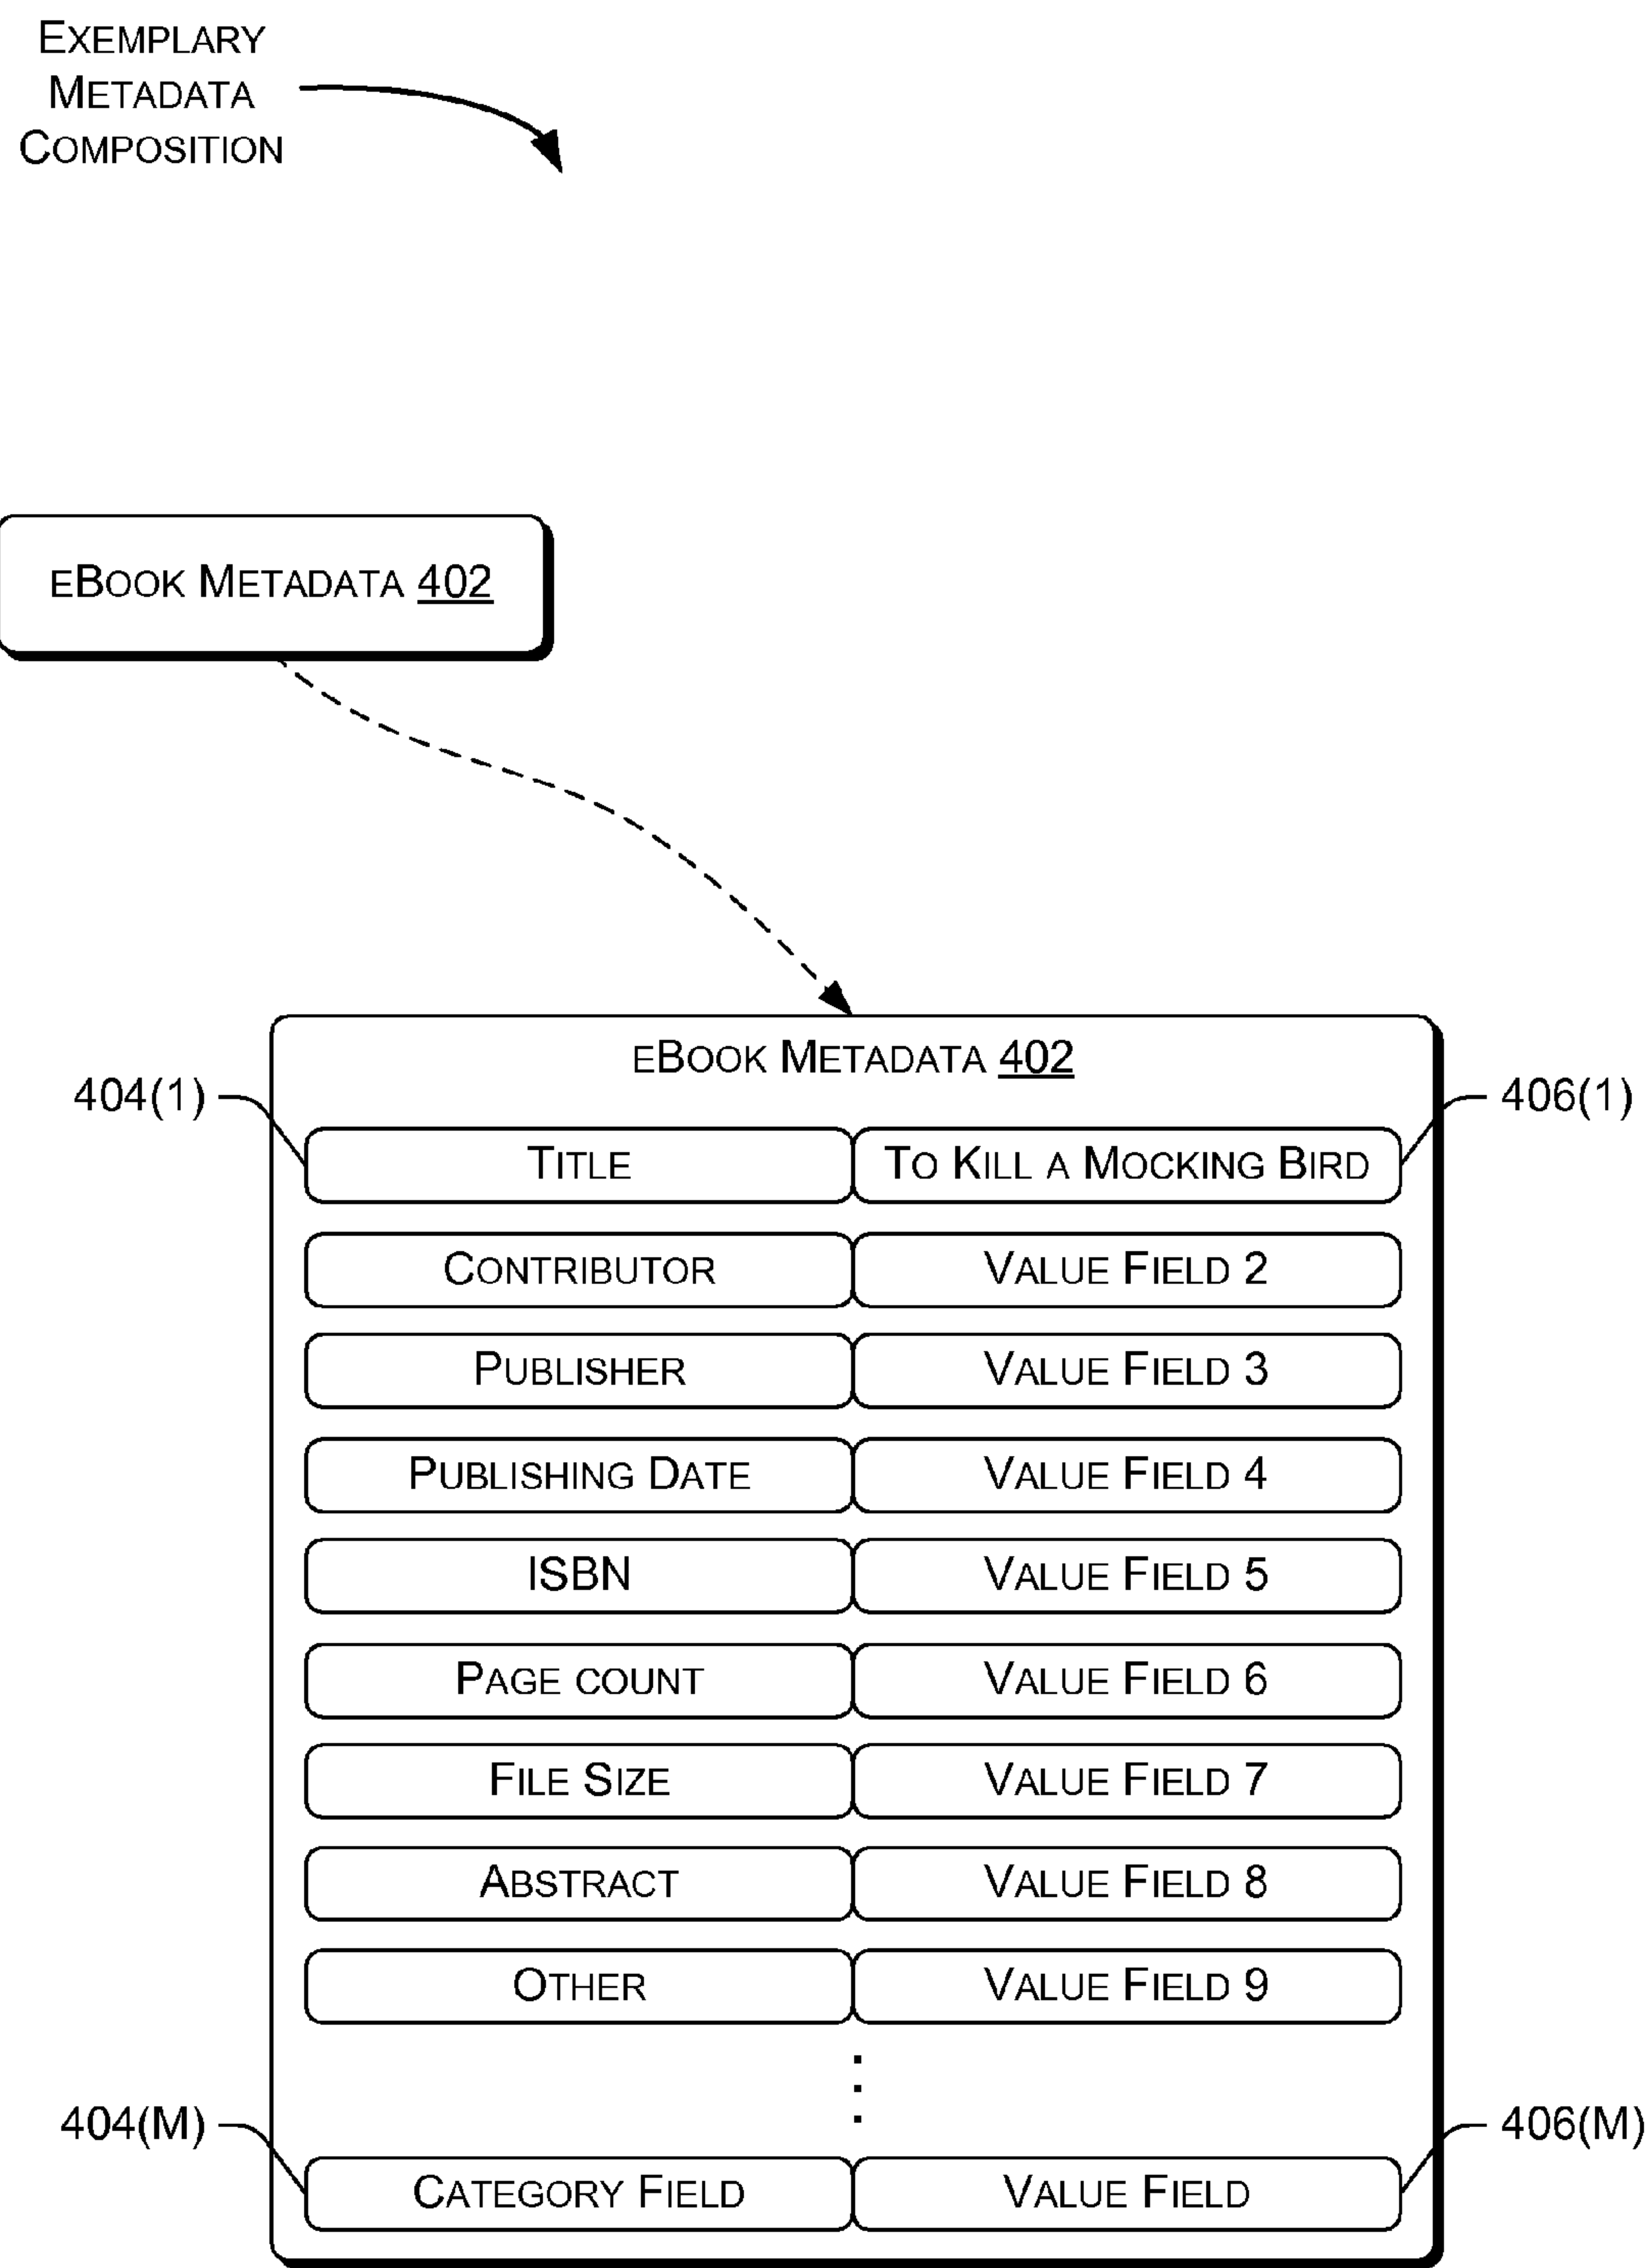 EXEMPLARY
METADATA
COMPOSITION
EBOOK METADATA 402
EBOOK METADATA 402
404(1)
406(1)
TITLE TO KILL A MOCKING BIRD
CONTRIBUTOR VALUE FIELD 2
PUBLISHER VALUE FIELD 3
PUBLISHING DATE VALUE FIELD 4
ISBN VALUE FIELD 5
PAGE COUNT VALUE FIELD 6
FILE SIZE VALUE FIELD 7
ABSTRACT VALUE FIELD 8
OTHER VALUE FIELD 9
404(M)
406(M)
CATEGORY FIELD VALUE FIELD